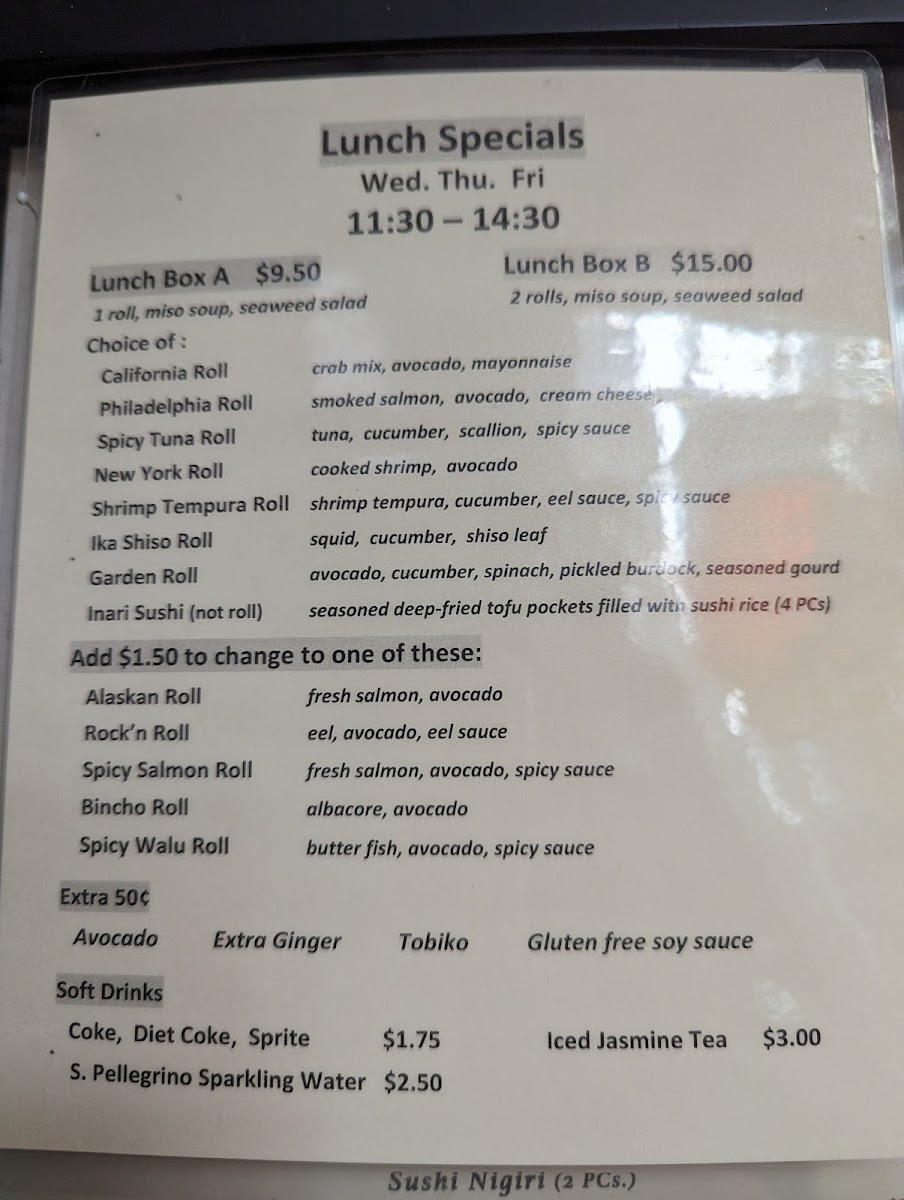 Lunch Specials
Wed. Thu. Fri
11:30 – 14:30
Lunch Box A $9.50
1 roll, miso soup, seaweed salad
Lunch Box B $15.00
2 rolls, miso soup, seaweed salad
Choice of :
California Roll crab mix, avocado, mayonnaise
Philadelphia Roll smoked salmon, avocado, cream cheese
Spicy Tuna Roll tuna, cucumber, scallion, spicy sauce
New York Roll cooked shrimp, avocado
Shrimp Tempura Roll shrimp tempura, cucumber, eel sauce, spicy sauce
Ika Shiso Roll squid, cucumber, shiso leaf
Garden Roll avocado, cucumber, spinach, pickled burdock, seasoned gourd
Inari Sushi (not roll) seasoned deep-fried tofu pockets filled with sushi rice (4 PCs)
Add $1.50 to change to one of these:
Alaskan Roll fresh salmon, avocado
Rock’n Roll eel, avocado, eel sauce
Spicy Salmon Roll fresh salmon, avocado, spicy sauce
Bincho Roll albacore, avocado
Spicy Walu Roll butter fish, avocado, spicy sauce
Extra 50¢
Avocado Extra Ginger Tobiko Gluten free soy sauce
Soft Drinks
Coke, Diet Coke, Sprite $1.75 Iced Jasmine Tea $3.00
S. Pellegrino Sparkling Water $2.50
Sushi Nigiri (2 PCs.)